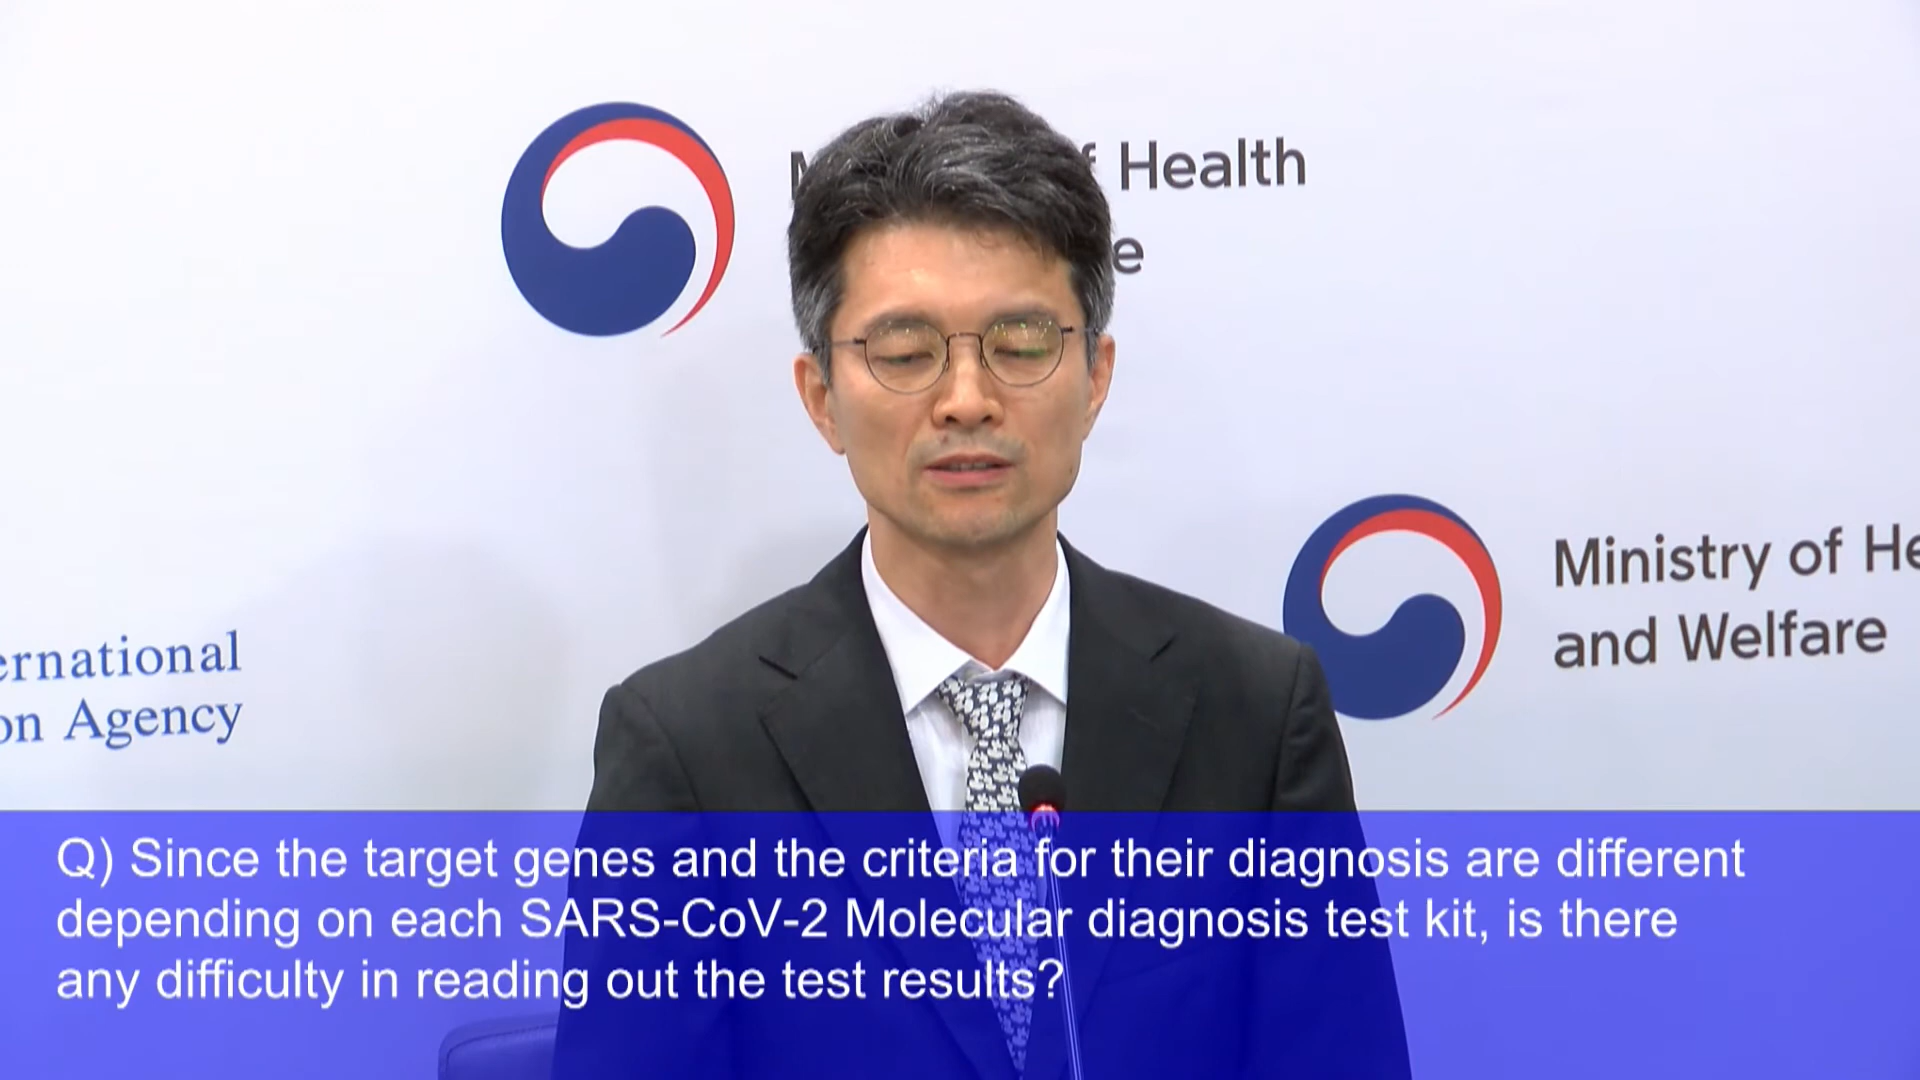 Health
ernational
on Agency
Ministry of He
and Welfare
Q) Since the target genes and the criteria for their diagnosis are different
depending on each SARS-CoV-2 Molecular diagnosis test kit, is there
any difficulty in reading out the test results?